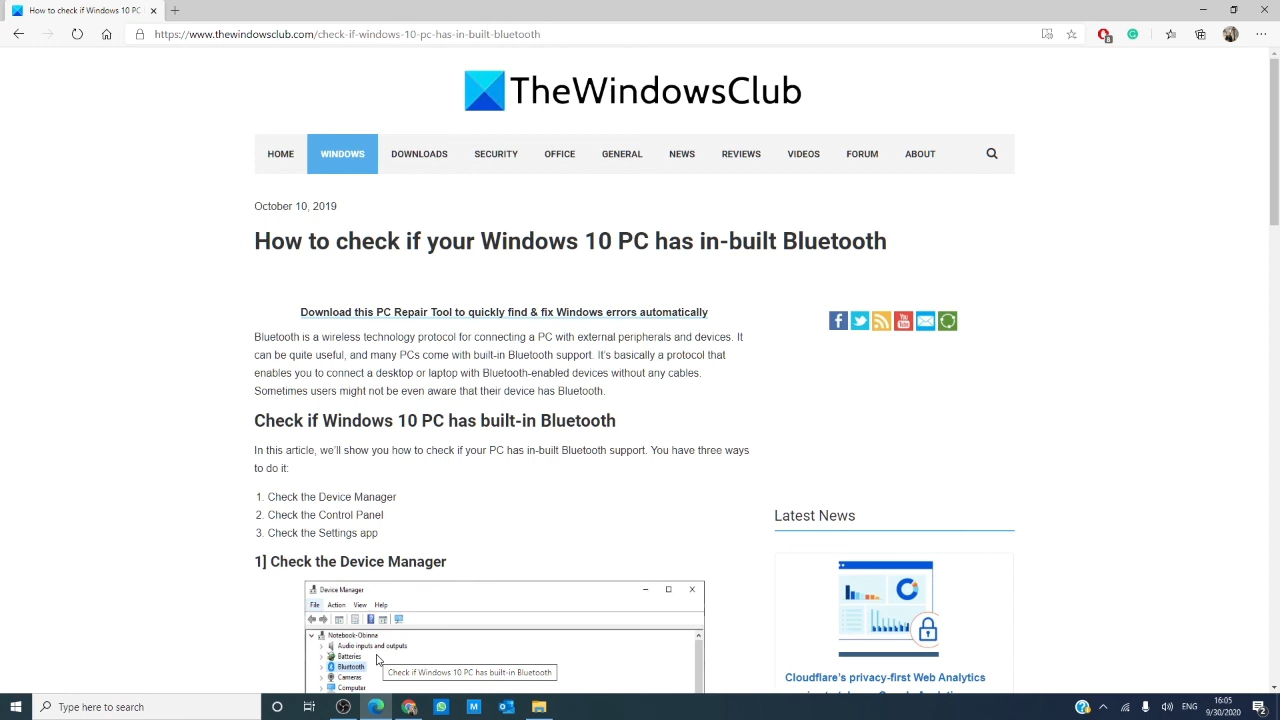 How to check if your Windows 10 PC
https://www.thewindowsclub.com/check-if-windows-10-pc-has-in-built-bluetooth
8
TheWindowsClub
HOME WINDOWS DOWNLOADS SECURITY OFFICE GENERAL NEWS REVIEWS VIDEOS FORUM ABOUT
October 10, 2019
How to check if your Windows 10 PC has in-built Bluetooth
Download this PC Repair Tool to quickly find & fix Windows errors automatically
Bluetooth is a wireless technology protocol for connecting a PC with external peripherals and devices. It
can be quite useful, and many PCs come with built-in Bluetooth support. It's basically a protocol that
enables you to connect a desktop or laptop with Bluetooth-enabled devices without any cables.
Sometimes users might not be even aware that their device has Bluetooth.
Check if Windows 10 PC has built-in Bluetooth
In this article, we'll show you how to check if your PC has in-built Bluetooth support. You have three ways
to do it:
1. Check the Device Manager
2. Check the Control Panel
3. Check the Settings app
1] Check the Device Manager
Device Manager
File Action View Help
Notebook-Obinna
Audio inputs and outputs
Batteries
Bluetooth
Cameras
Computer
Check if Windows 10 PC has built-in Bluetooth
You Tube
Latest News
Cloudflare's privacy-first Web Analytics
Type here to search
M
ENG
16:05
9/30/2020
2